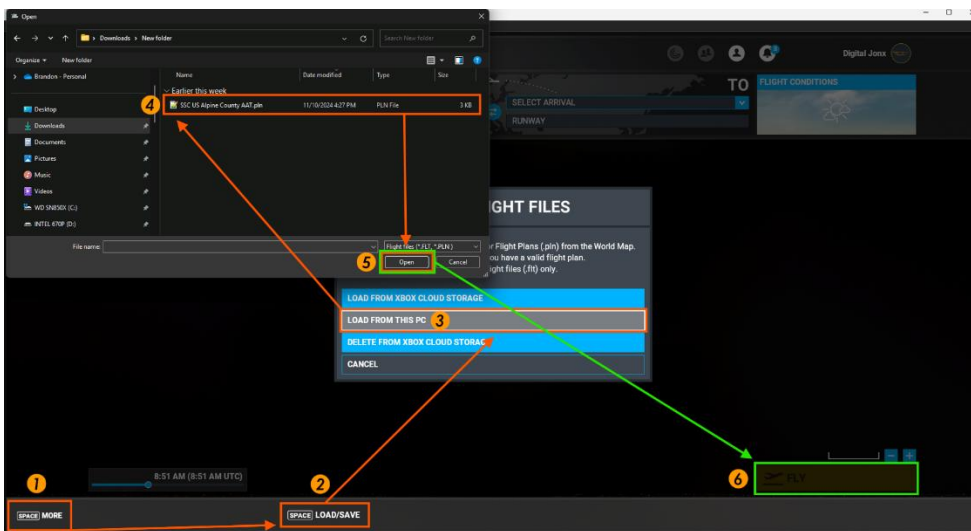 Open
Downloads > New folder
Search New folder
Organize
New folder
Brandon - Personal
Desktop
Downloads
Documents
Pictures
Music
Videos
WD SN850X (C:)
INTEL 670P (D:)
Name
Date modified
Type
Size
Earlier this week
4
SSC US Alpine County AAT.pln
11/10/2024 4:27 PM
PLN File
3 KB
File name:
Flight files (*.FLT, *.PLN)
5
Open
Cancel
Digital Jonx
TO
SELECT ARRIVAL
RUNWAY
FLIGHT CONDITIONS
GHT FILES
r Flight Plans (.pln) from the World Map.
ou have a valid flight plan.
ight files (.flt) only.
LOAD FROM XBOX CLOUD STORAGE
LOAD FROM THIS PC 3
DELETE FROM XBOX CLOUD STORAG
CANCEL
8:51 AM (8:51 AM UTC)
6
FLY
1
2
SPACE MORE
SPACE LOAD/SAVE